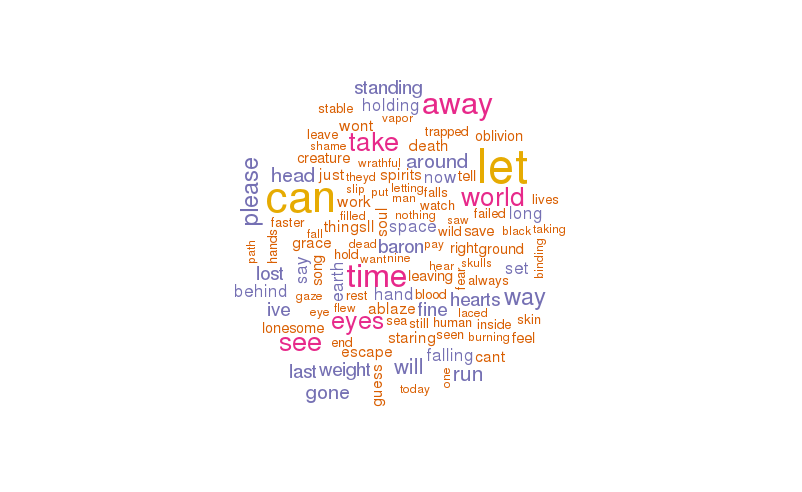 standing
stable holding away
vapor
leave wont trapped oblivion
shame take death
creature wrathful around let
please head just theyd spirits now tell
can slip put letting falls world lives
work man watch
filled nothing failed long
faster thingsll soul space saw taking
fall wild save black
hands grace dead baron pay right ground
path hold want nine binding
lost say song earth time hear skulls set
leaving fear always
behind gaze rest hand blood hearts way
ive eye flew ablaze fine laced
lonesome eyes sea still human inside skin
see end staring seen burning feel
escape falling cant
last weight will run
guess one
gone today